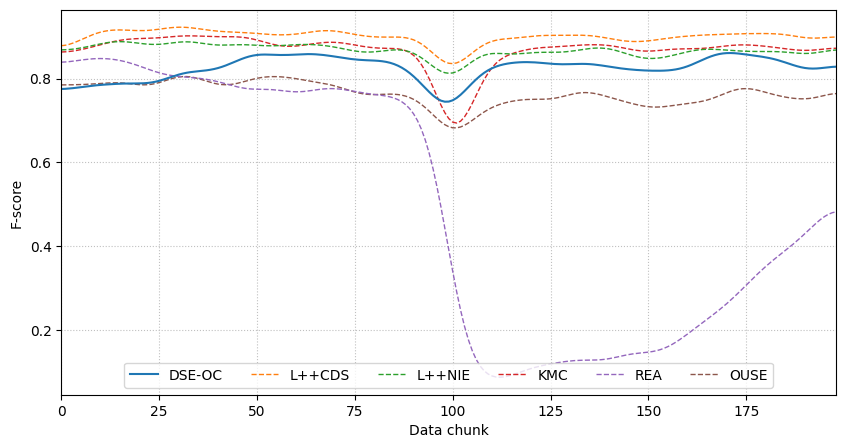 F-score
0.8
0.6
0.4
0.2
DSE-OC L++CDS L++NIE KMC REA OUSE
0 25 50 75 100 125 150 175
Data chunk